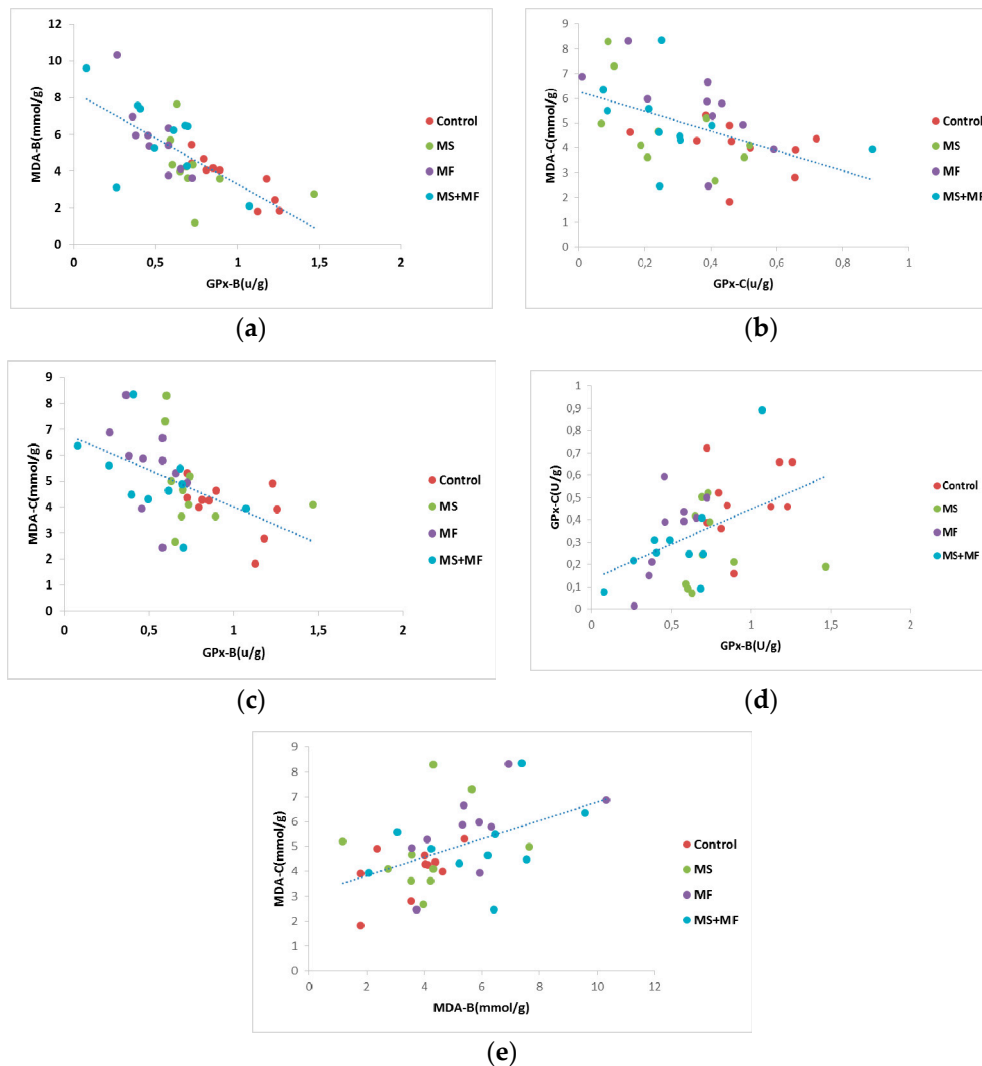 12
10
8
6
4
2
0
MDA-B(mmol/g)
0
0,5
1
1,5
2
GPx-B(u/g)
Control
MS
MF
MS+MF
(a)
9
8
7
6
5
4
3
2
1
0
MDA-C(mmol/g)
0
0,2
0,4
0,6
0,8
1
GPx-C(u/g)
Control
MS
MF
MS+MF
(b)
9
8
7
6
5
4
3
2
1
0
MDA-C(mmol/g)
0
0,5
1
1,5
2
GPx-B(u/g)
Control
MS
MF
MS+MF
(c)
1
0,9
0,8
0,7
0,6
0,5
0,4
0,3
0,2
0,1
0
GPx-C(U/g)
0
0,5
1
1,5
2
GPx-B(U/g)
Control
MS
MF
MS+MF
(d)
9
8
7
6
5
4
3
2
1
0
MDA-C(mmol/g)
0
2
4
6
8
10
12
MDA-B(mmol/g)
Control
MS
MF
MS+MF
(e)